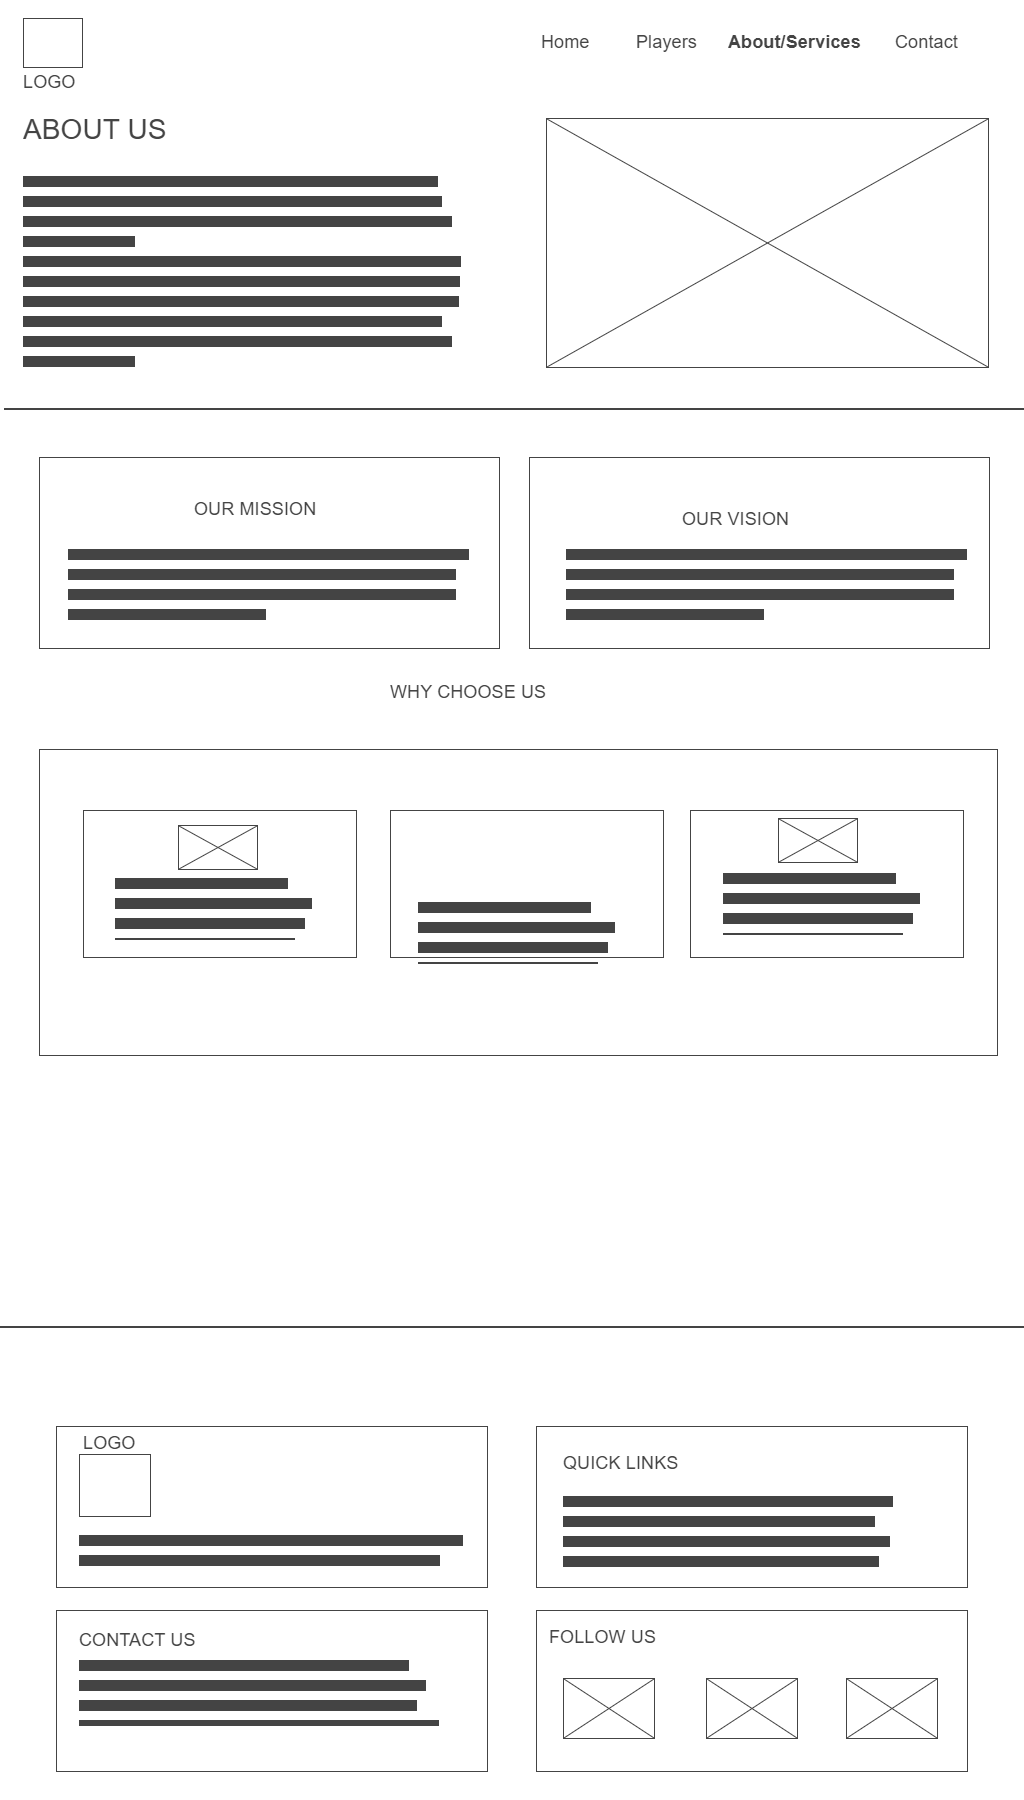 Home Players About/Services Contact
LOGO
ABOUT US
OUR MISSION
OUR VISION
WHY CHOOSE US
LOGO
QUICK LINKS
CONTACT US
FOLLOW US